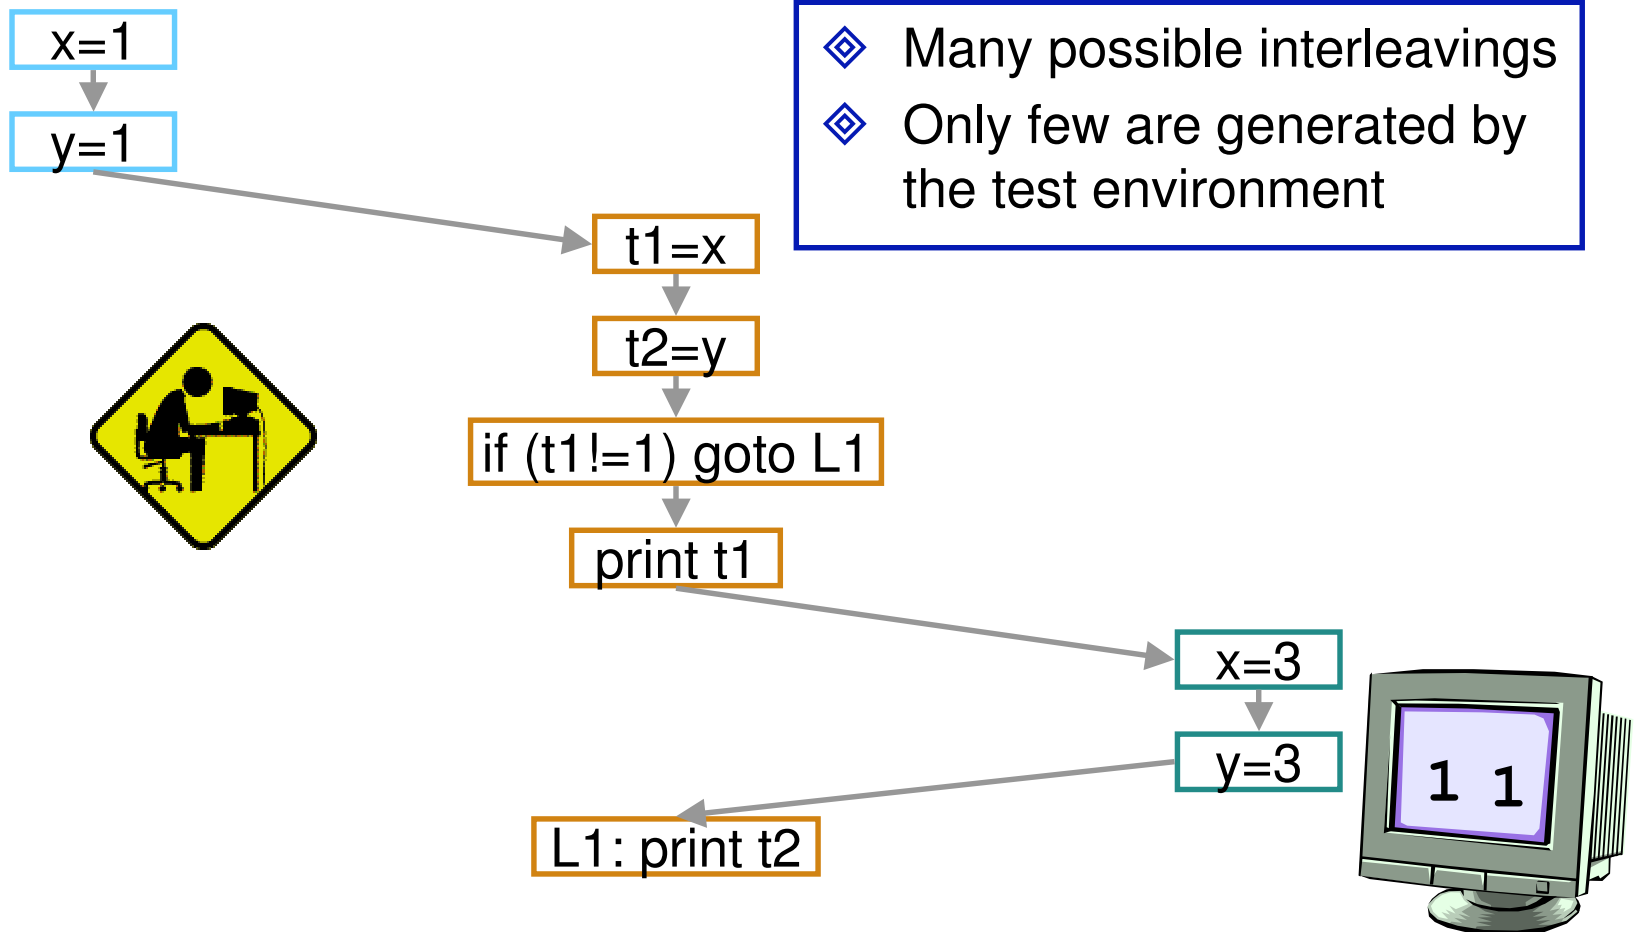 x=1
y=1
Many possible interleavings
Only few are generated by
the test environment
t1=x
t2=y
if (t1!=1) goto L1
print t1
x=3
y=3
L1: print t2
1 1